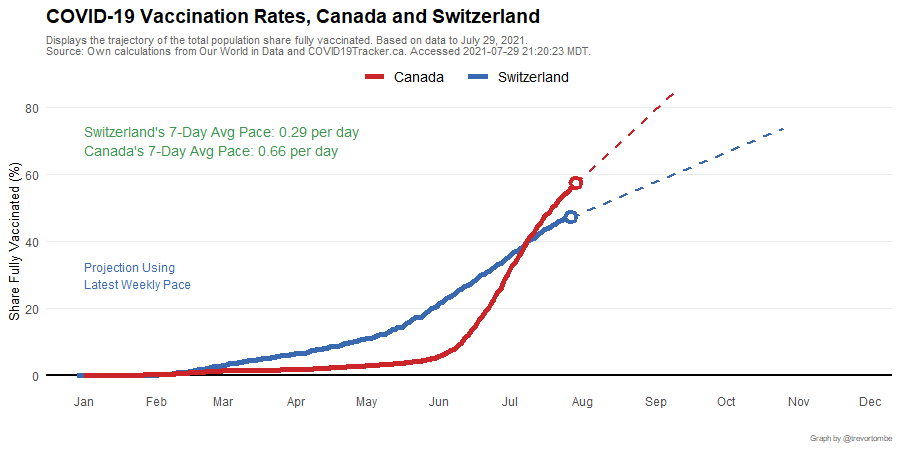 COVID-19 Vaccination Rates, Canada and Switzerland
Displays the trajectory of the total population share fully vaccinated. Based on data to July 29, 2021.
Source: Own calculations from Our World in Data and COVID19Tracker.ca. Accessed 2021-07-29 21:20:23 MDT.
Canada Switzerland
Share Fully Vaccinated (%)
80
60
40
20
0
Switzerland's 7-Day Avg Pace: 0.29 per day
Canada's 7-Day Avg Pace: 0.66 per day
Projection Using
Latest Weekly Pace
Jan Feb Mar Apr May Jun Jul Aug Sep Oct Nov Dec
Graph by @trevortombe